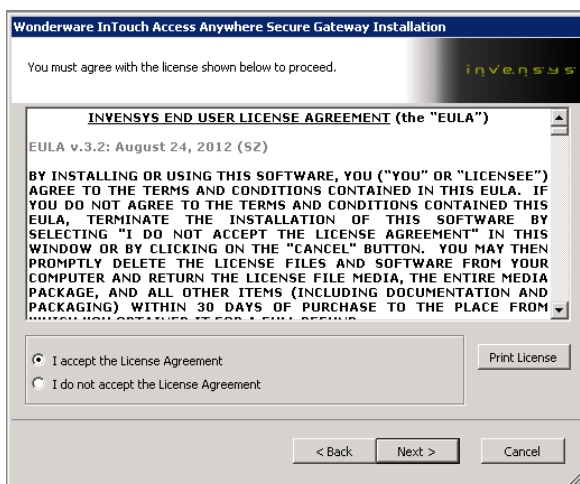 Wonderware InTouch Access Anywhere Secure Gateway Installation
You must agree with the license shown below to proceed.
invensys
INVENSYS END USER LICENSE AGREEMENT (the "EULA")
EULA v.3.2: August 24, 2012 (SZ)
BY INSTALLING OR USING THIS SOFTWARE, YOU ("YOU" OR "LICENSEE")
AGREE TO THE TERMS AND CONDITIONS CONTAINED IN THIS EULA. IF
YOU DO NOT AGREE TO THE TERMS AND CONDITIONS CONTAINED THIS
EULA, TERMINATE THE INSTALLATION OF THIS SOFTWARE BY
SELECTING "I DO NOT ACCEPT THE LICENSE AGREEMENT" IN THIS
WINDOW OR BY CLICKING ON THE "CANCEL" BUTTON. YOU MAY THEN
PROMPTLY DELETE THE LICENSE FILES AND SOFTWARE FROM YOUR
COMPUTER AND RETURN THE LICENSE FILE MEDIA, THE ENTIRE MEDIA
PACKAGE, AND ALL OTHER ITEMS (INCLUDING DOCUMENTATION AND
PACKAGING) WITHIN 30 DAYS OF PURCHASE TO THE PLACE FROM
WHICH YOU OBTAINED IT FOR A FULL REFUND.
I accept the License Agreement
Print License
I do not accept the License Agreement
< Back
Next >
Cancel